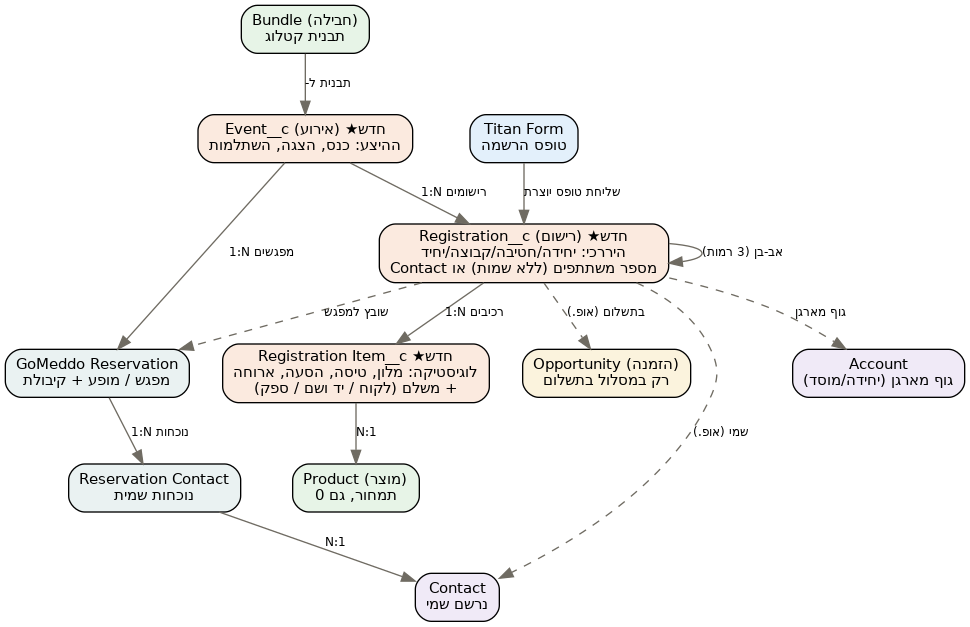 Bundle (חבילה)
תבנית קטלוג
תבנית ל-
Event__c (אירוע) ★חדש
ההיצע: כנס, הצגה, השתלמות
Titan Form
טופס הרשמה
1:N רישומים
שליחת טופס יוצרת
Registration__c (רישום) ★חדש
היררכי: יחידה/חטיבה/קבוצה/יחיד
מספר משתתפים (ללא שמות) או Contact
אב-בן (3 רמות)
1:N מפגשים
שובץ למפגש
1:N רכיבים
בתשלום (אופ.)
גוף מארגן
GoMeddo Reservation
מפגש / מופע + קיבולת
Registration Item__c ★חדש
לוגיסטיקה: מלון, טיסה, הסעה, ארוחה
+ משלם (לקוח / יד ושם / ספק)
Opportunity (הזמנה)
רק במסלול בתשלום
Account
גוף מארגן (יחידה/מוסד)
1:N נוכחות
N:1
שמי (אופ.)
Reservation Contact
נוכחות שמית
Product (מוצר)
תמחור, גם 0
N:1
Contact
נרשם שמי